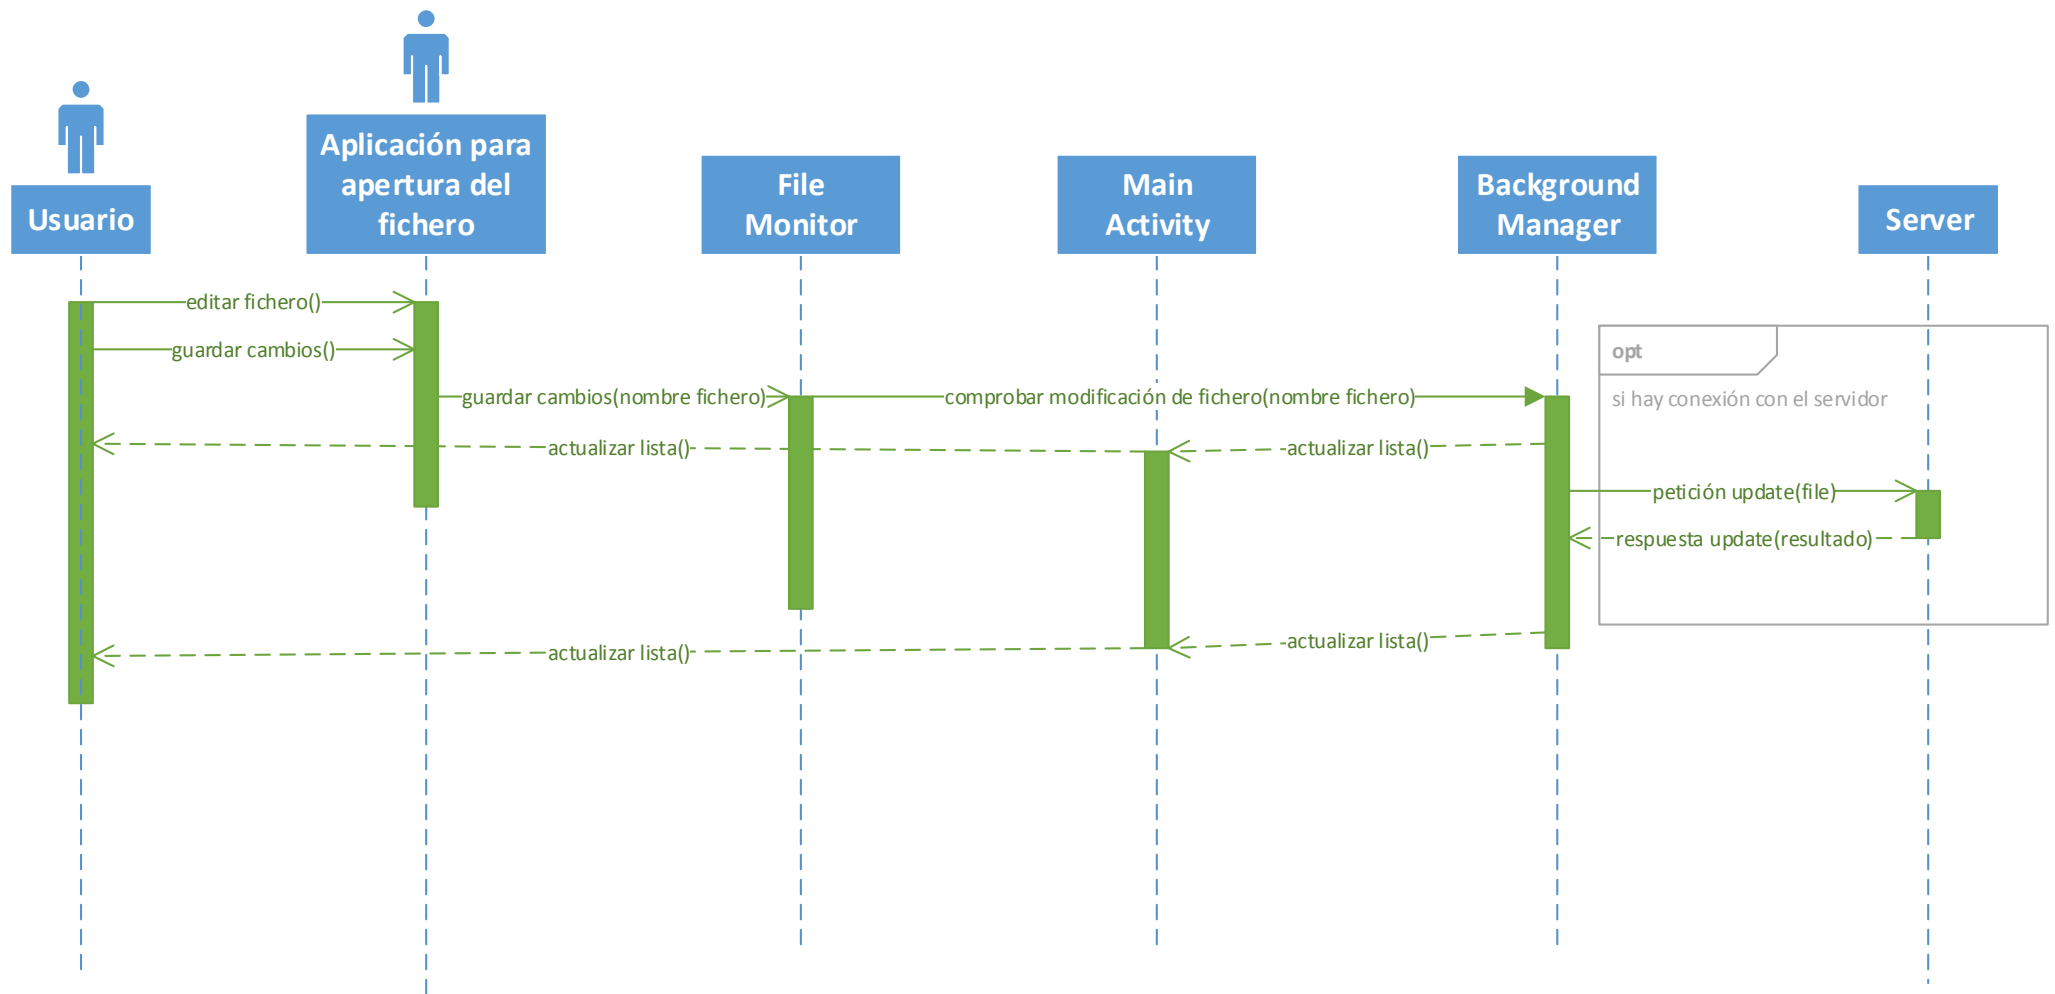 Aplicación para
apertura del
fichero
Usuario
File
Monitor
Main
Activity
Background
Manager
Server
editar fichero()
guardar cambios()
opt
guardar cambios(nombre fichero)
comprobar modificación de fichero(nombre fichero)
si hay conexión con el servidor
actualizar lista()
actualizar lista()
petición update(file)
respuesta update(resultado)
actualizar lista()
actualizar lista()